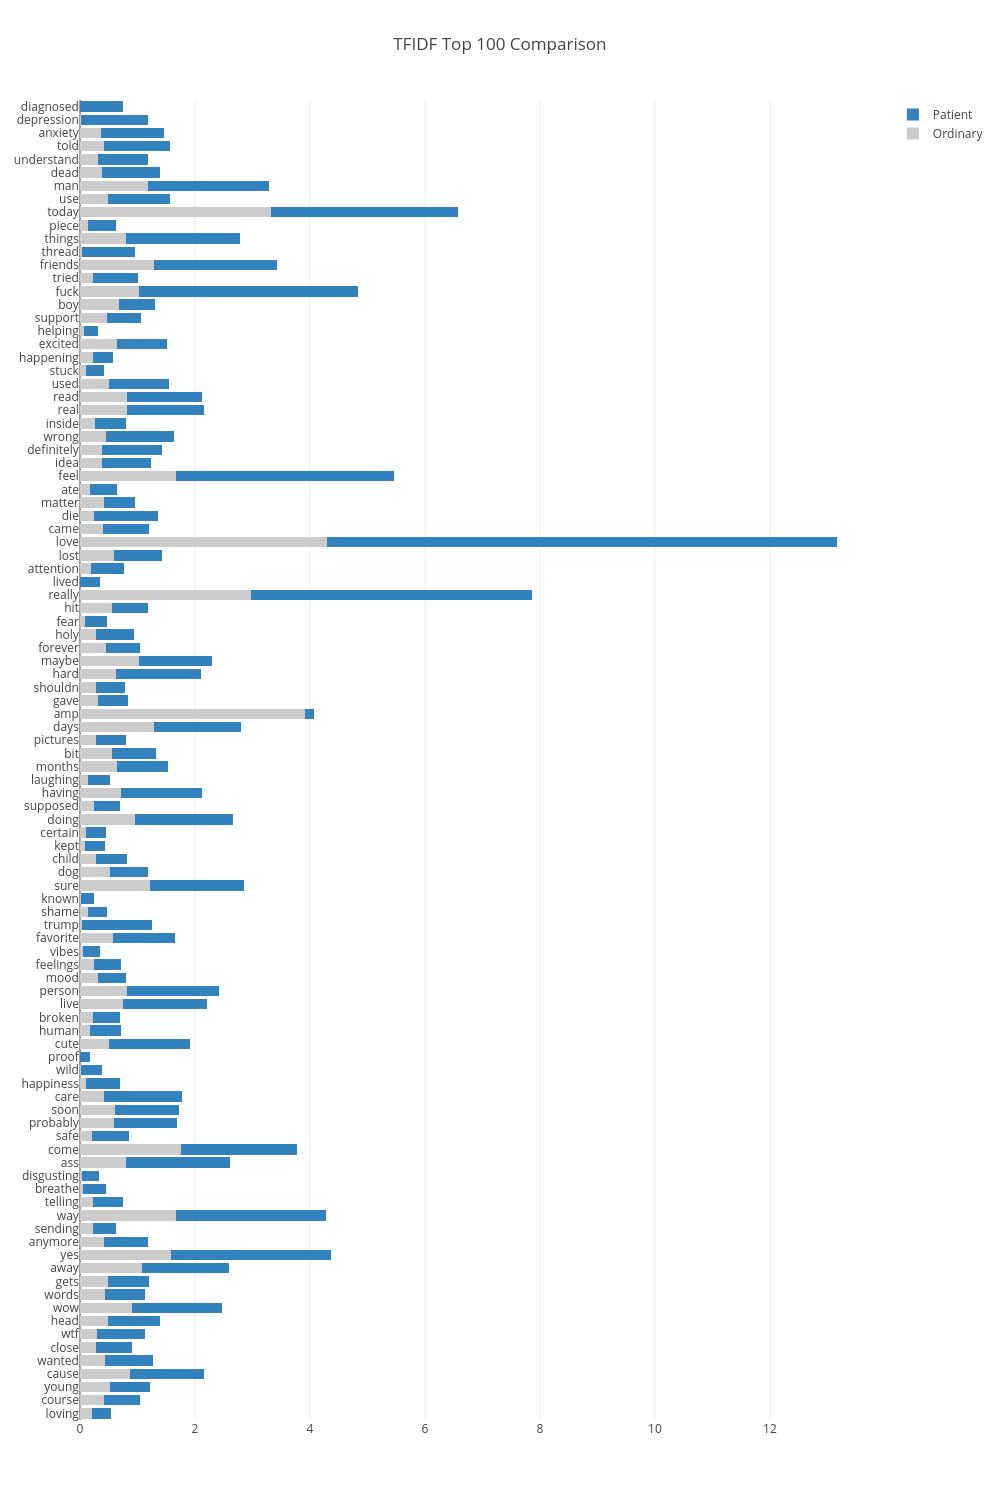 TFIDF Top 100 Comparison
Patient
Ordinary
diagnosed
depression
anxiety
told
understand
dead
man
use
today
piece
things
thread
friends
tried
fuck
boy
support
helping
excited
happening
stuck
used
read
real
inside
wrong
definitely
idea
feel
ate
matter
die
came
love
lost
attention
lived
really
hit
fear
holy
forever
maybe
hard
shouldn
gave
amp
days
pictures
bit
months
laughing
having
supposed
doing
certain
kept
child
dog
sure
known
shame
trump
favorite
vibes
feelings
mood
person
live
broken
human
cute
proof
wild
happiness
care
soon
probably
safe
come
ass
disgusting
breathe
telling
way
sending
anymore
yes
away
gets
words
wow
head
wtf
close
wanted
cause
young
course
loving
0 2 4 6 8 10 12